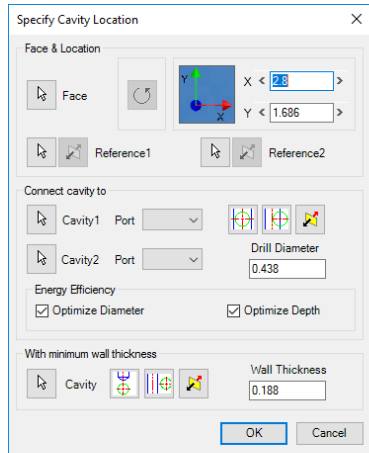 Specify Cavity Location
Face & Location
Face
Y
X
X < 2.8 >
Y < 1.686 >
Reference1
Reference2
Connect cavity to
Cavity1 Port
Cavity2 Port
Drill Diameter
0.438
Energy Efficiency
Optimize Diameter
Optimize Depth
With minimum wall thickness
Cavity
Wall Thickness
0.188
OK
Cancel